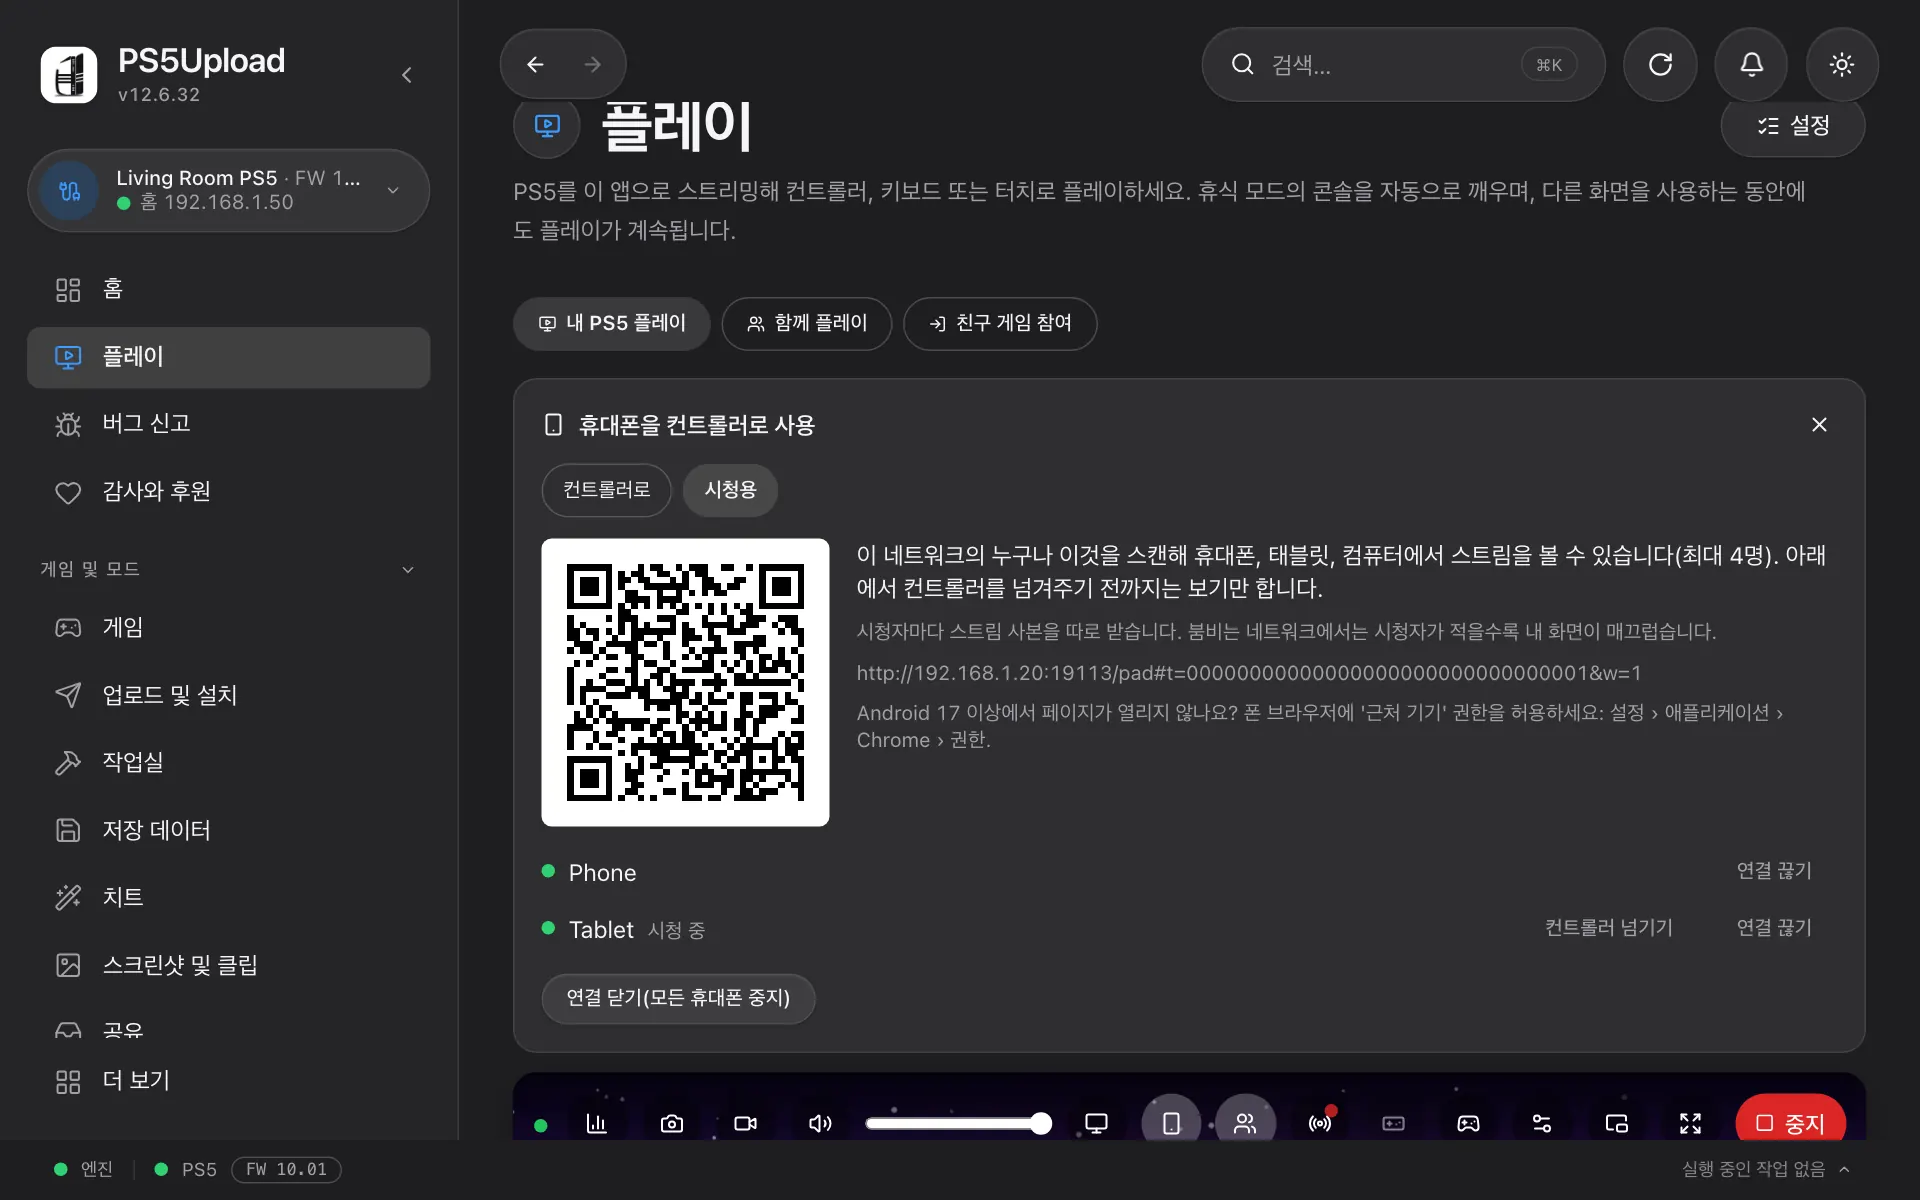 PS5Upload
v12.6.32
Living Room PS5 · FW 1...
홈 192.168.1.50
홈
플레이
버그 신고
감사와 후원
게임 및 모드
게임
업로드 및 설치
작업실
저장 데이터
치트
스크린샷 및 클립
공유
더 보기
검색...
⌘K
플레이
설정
PS5를 이 앱으로 스트리밍해 컨트롤러, 키보드 또는 터치로 플레이하세요. 휴식 모드의 콘솔을 자동으로 깨우며, 다른 화면을 사용하는 동안에
도 플레이가 계속됩니다.
내 PS5 플레이
함께 플레이
친구 게임 참여
휴대폰을 컨트롤러로 사용
컨트롤러로
시청용
이 네트워크의 누구나 이것을 스캔해 휴대폰, 태블릿, 컴퓨터에서 스트림을 볼 수 있습니다(최대 4명). 아래
에서 컨트롤러를 넘겨주기 전까지는 보기만 합니다.
시청자마다 스트림 사본을 따로 받습니다. 붐비는 네트워크에서는 시청자가 적을수록 내 화면이 매끄럽습니다.
http://192.168.1.20:19113/pad#t=00000000000000000000000000000001&w=1
Android 17 이상에서 페이지가 열리지 않나요? 폰 브라우저에 '근처 기기' 권한을 허용하세요: 설정 › 애플리케이션 ›
Chrome › 권한.
Phone
연결 끊기
Tablet 시청 중
컨트롤러 넘기기
연결 끊기
연결 닫기(모든 휴대폰 중지)
중지
엔진
PS5
FW 10.01
실행 중인 작업 없음